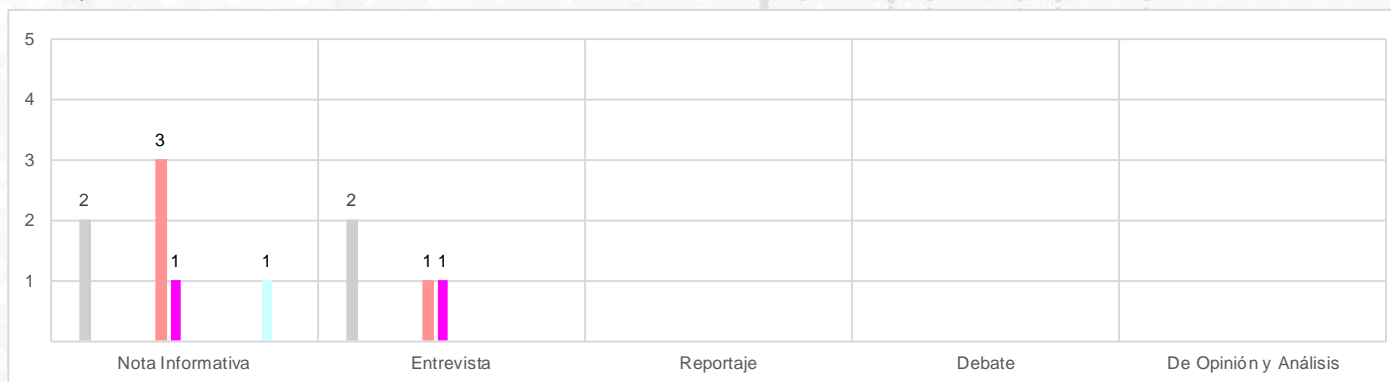 5
4
3
2
1
2
3
1
1
2
1
1
Nota Informativa
Entrevista
Reportaje
Debate
De Opinión y Análisis